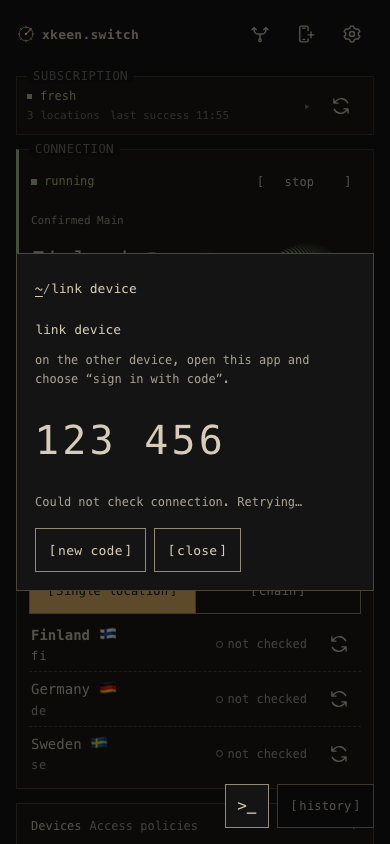 xkeen.switch
SUBSCRIPTION
fresh
3 locations last success 11:55
CONNECTION
running
[ stop ]
Confirmed Main
~/link device
link device
on the other device, open this app and
choose “sign in with code”.
123 456
Could not check connection. Retrying…
[new code] [close]
[Single location] [Chain]
Finland 🇫🇮
fi
not checked
Germany 🇩🇪
de
not checked
Sweden 🇸🇪
se
not checked
>_ [history]
Devices Access policies